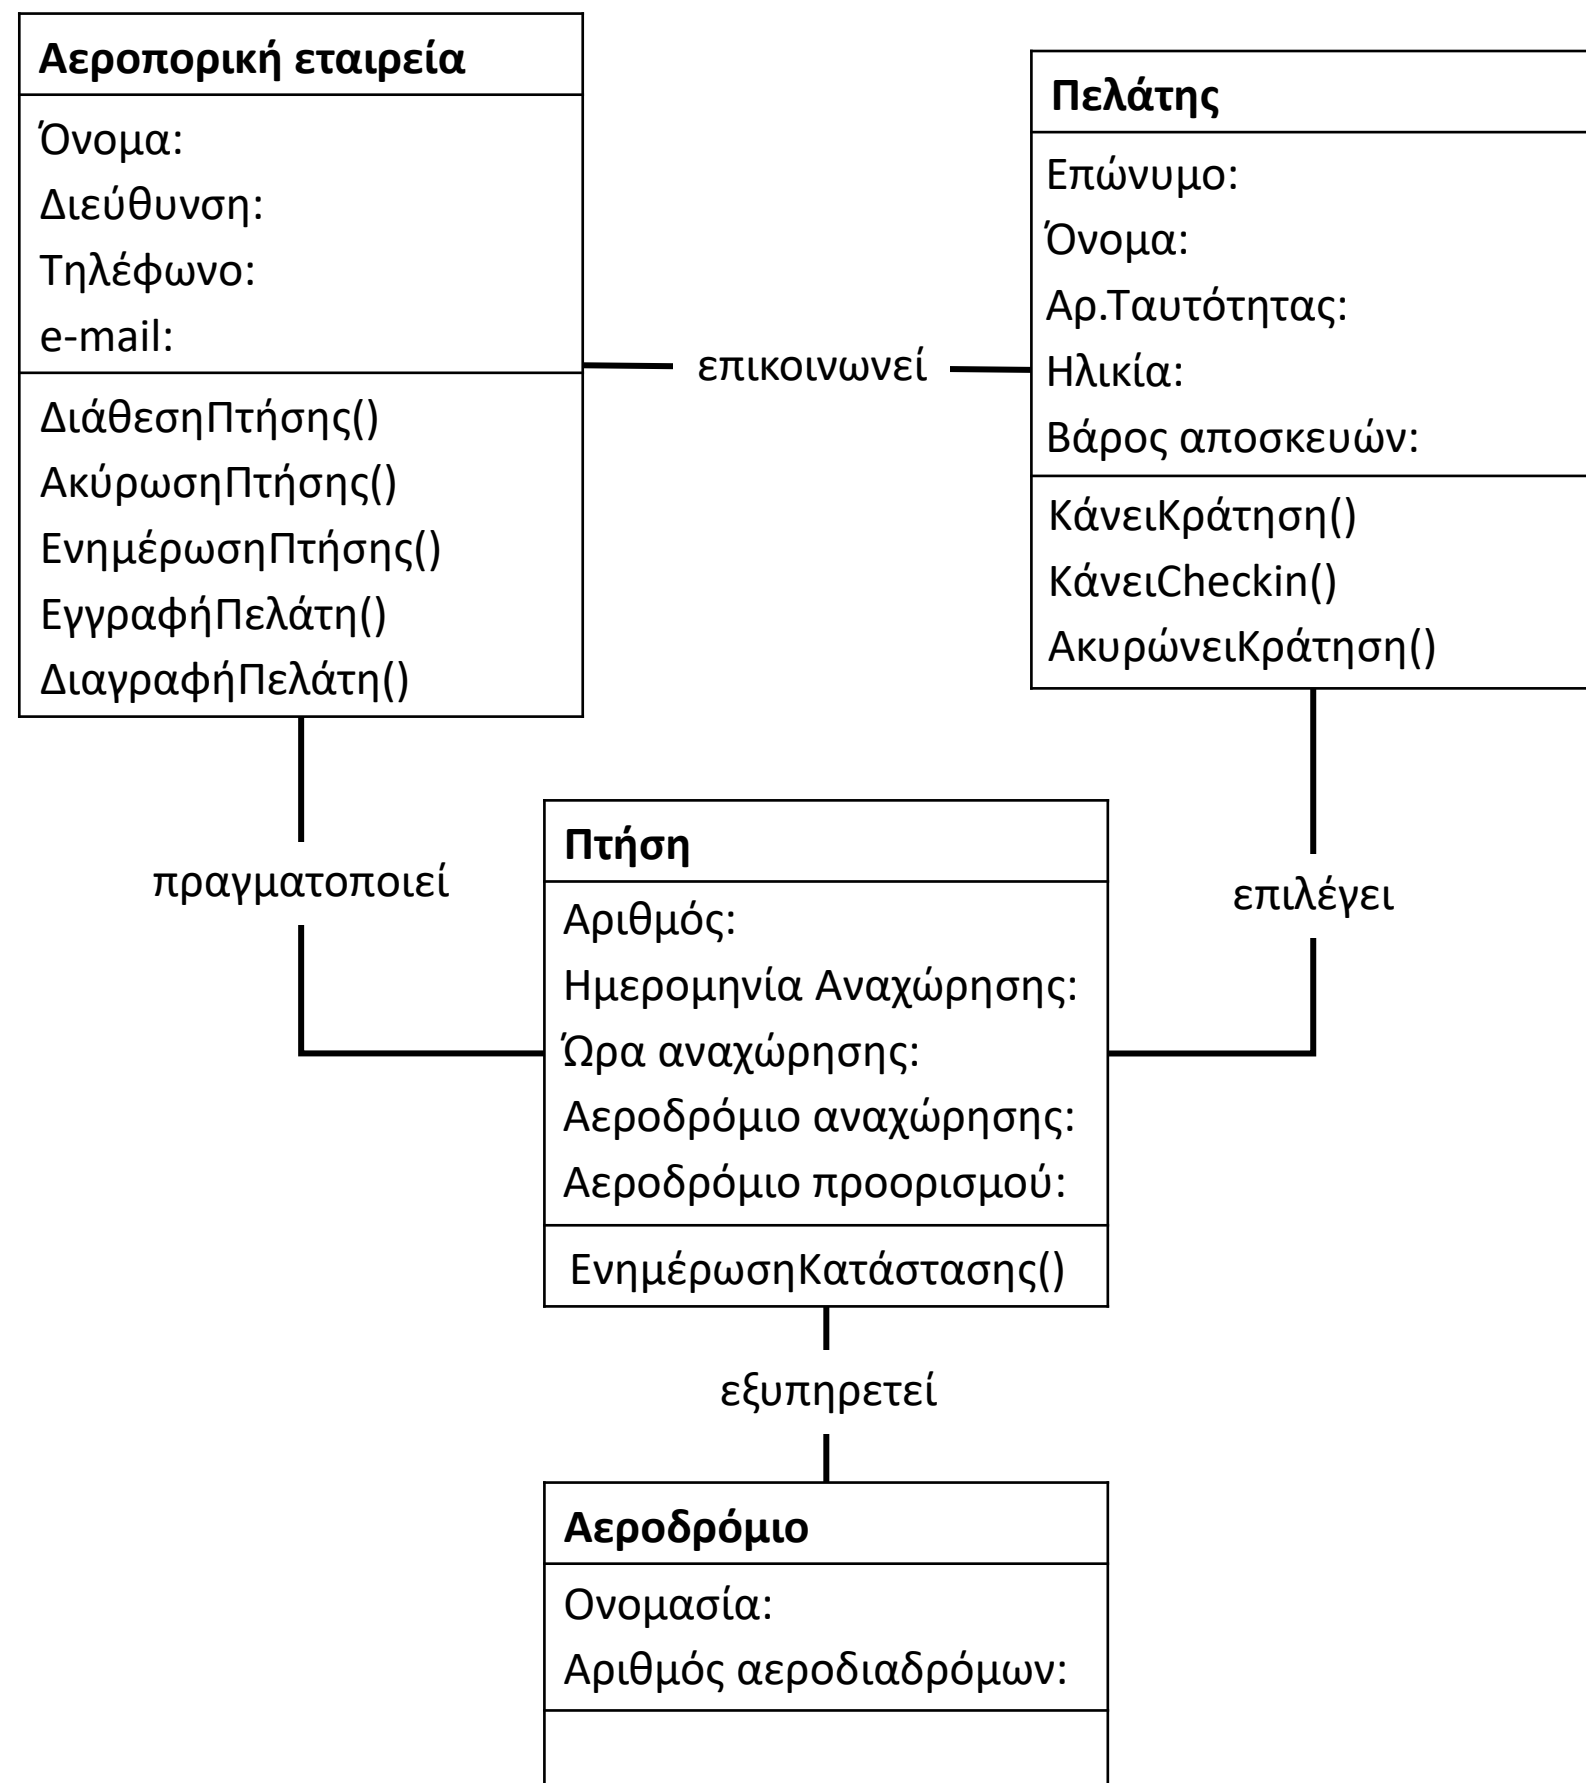 Αεροπορική εταιρεία
Όνομα:
Διεύθυνση:
Τηλέφωνο:
e-mail:
ΔιάθεσηΠτήσης()
ΑκύρωσηΠτήσης()
ΕνημέρωσηΠτήσης()
ΕγγραφήΠελάτη()
ΔιαγραφήΠελάτη()
επικοινωνεί
Πελάτης
Επώνυμο:
Όνομα:
Αρ.Ταυτότητας:
Ηλικία:
Βάρος αποσκευών:
ΚάνειΚράτηση()
ΚάνειCheckin()
ΑκυρώνειΚράτηση()
πραγματοποιεί
Πτήση
Αριθμός:
Ημερομηνία Αναχώρησης:
Ώρα αναχώρησης:
Αεροδρόμιο αναχώρησης:
Αεροδρόμιο προορισμού:
ΕνημέρωσηΚατάστασης()
επιλέγει
εξυπηρετεί
Αεροδρόμιο
Ονομασία:
Αριθμός αεροδιαδρόμων: